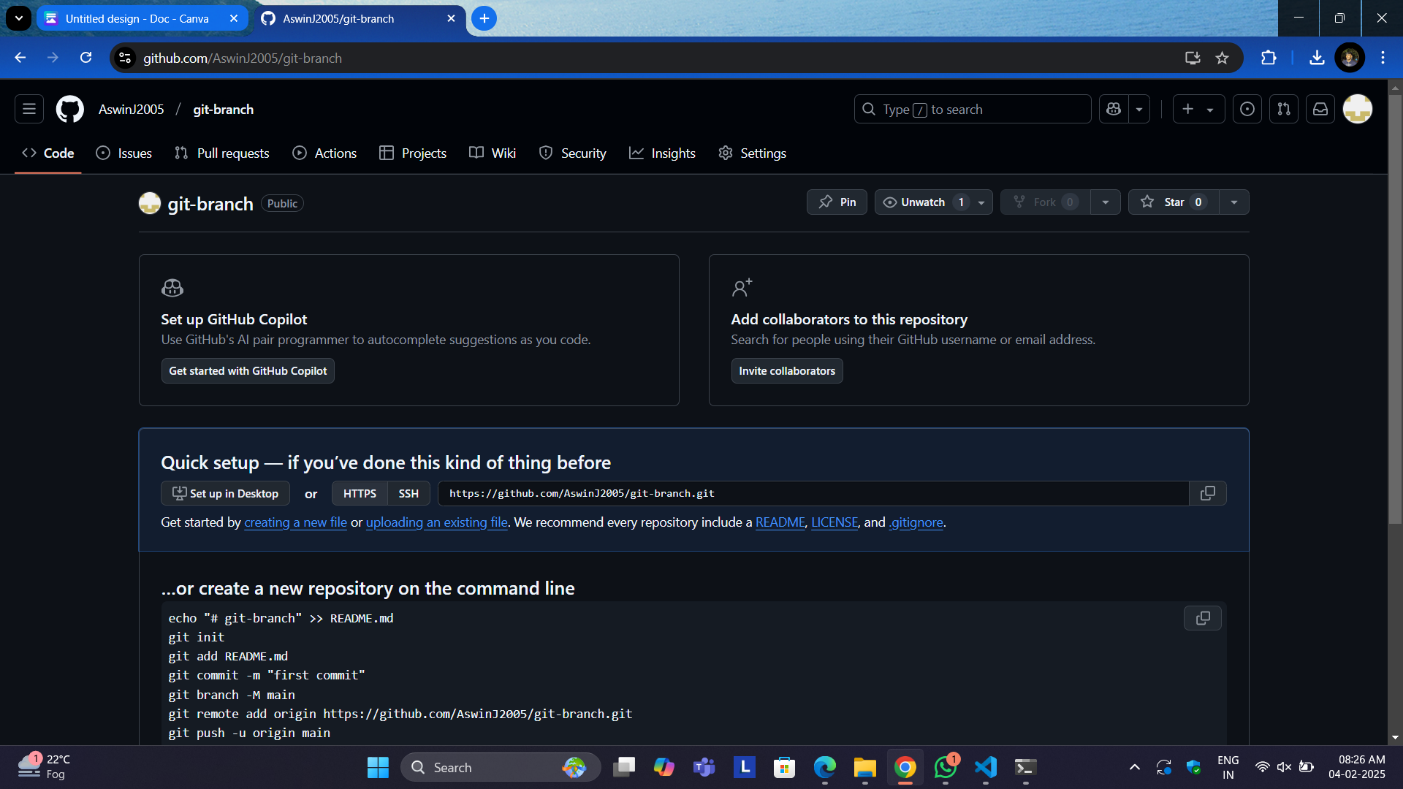 Untitled design - Doc - Canva
AswinJ2005/git-branch
github.com/AswinJ2005/git-branch
AswinJ2005 / git-branch
Type / to search
Code Issues Pull requests Actions Projects Wiki Security Insights Settings
git-branch Public
Pin Unwatch 1 Fork 0 Star 0
Set up GitHub Copilot
Use GitHub's AI pair programmer to autocomplete suggestions as you code.
Get started with GitHub Copilot
Add collaborators to this repository
Search for people using their GitHub username or email address.
Invite collaborators
Quick setup — if you’ve done this kind of thing before
Set up in Desktop or HTTPS SSH https://github.com/AswinJ2005/git-branch.git
Get started by creating a new file or uploading an existing file. We recommend every repository include a README, LICENSE, and .gitignore.
…or create a new repository on the command line
echo "# git-branch" >> README.md
git init
git add README.md
git commit -m "first commit"
git branch -M main
git remote add origin https://github.com/AswinJ2005/git-branch.git
git push -u origin main
1
22°C
Fog
Search
L
1
ENG
IN
08:26 AM
04-02-2025